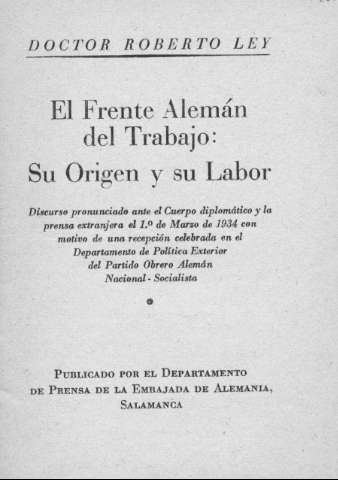 DOCTOR ROBERTO LEY
El Frente Alemán
del Trabajo:
Su Origen y su Labor
Discurso pronunciado ante el Cuerpo diplomático y la
prensa extranjera el 1.º de Marzo de 1934 con
motivo de una recepción celebrada en el
Departamento de Política Exterior
del Partido Obrero Alemán
Nacional - Socialista
PUBLICADO POR EL DEPARTAMENTO
DE PRENSA DE LA EMBAJADA DE ALEMANIA,
SALAMANCA